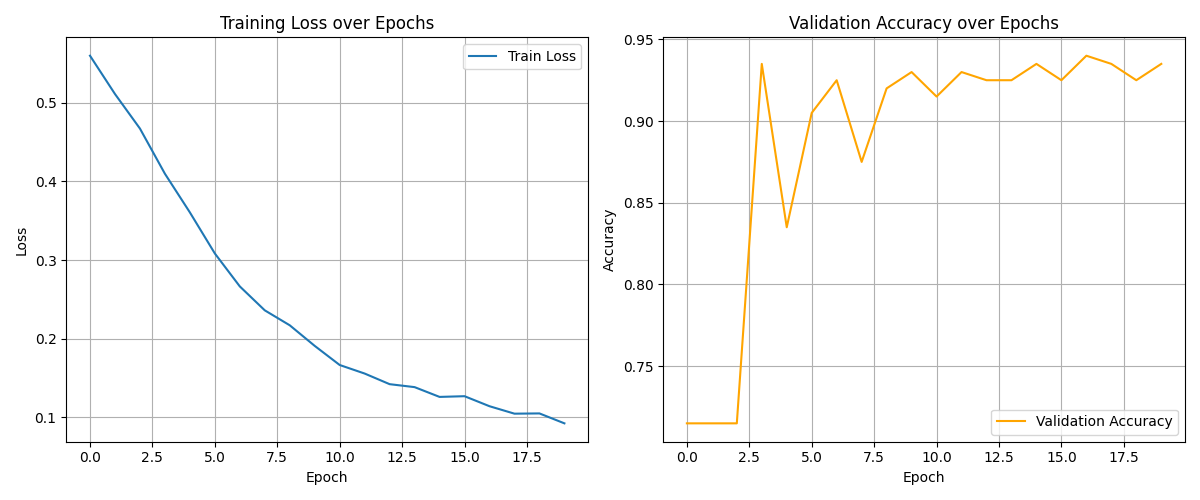 Training Loss over Epochs
Train Loss
0.5
0.4
0.3
0.2
0.1
Loss
0.0 2.5 5.0 7.5 10.0 12.5 15.0 17.5
Epoch
Validation Accuracy over Epochs
0.95
0.90
0.85
0.80
0.75
Accuracy
Validation Accuracy
0.0 2.5 5.0 7.5 10.0 12.5 15.0 17.5
Epoch